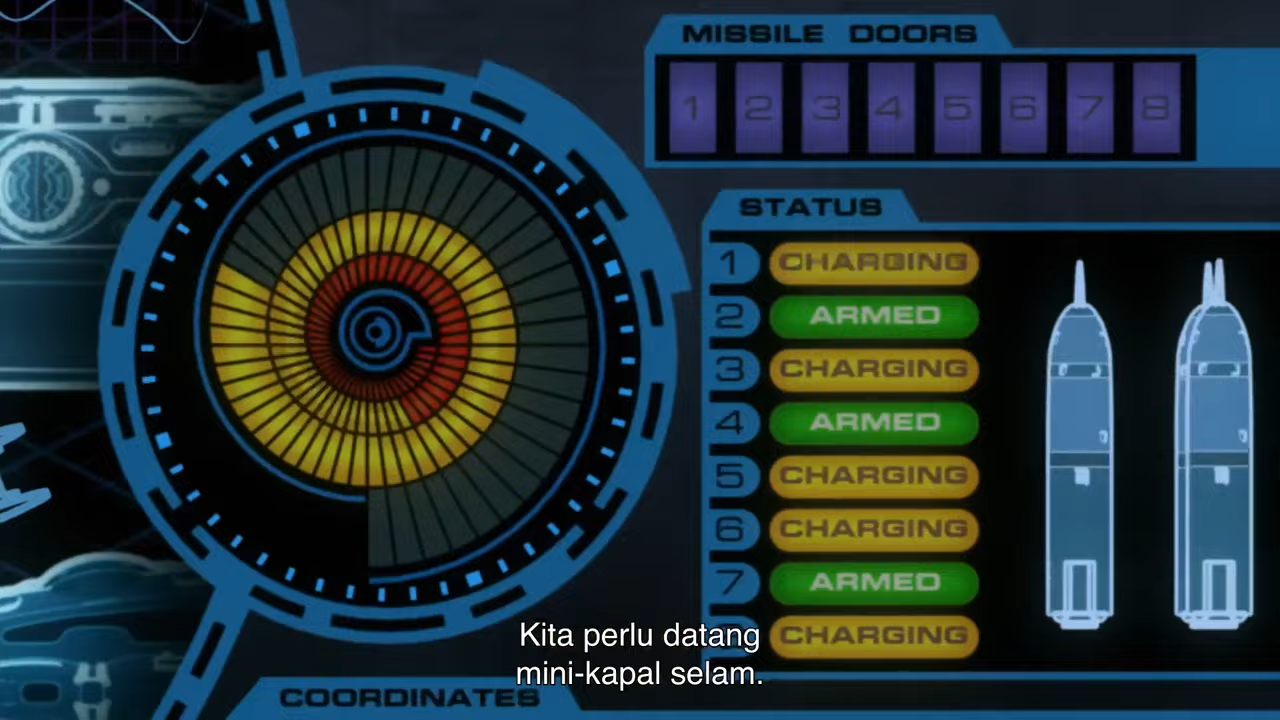 MISSILE DOORS
1 2 3 4 5 6 7 8
STATUS
1 CHARGING
2 ARMED
3 CHARGING
4 ARMED
5 CHARGING
6 CHARGING
7 ARMED
CHARGING
Kita perlu datang
mini-kapal selam.
COORDINATES